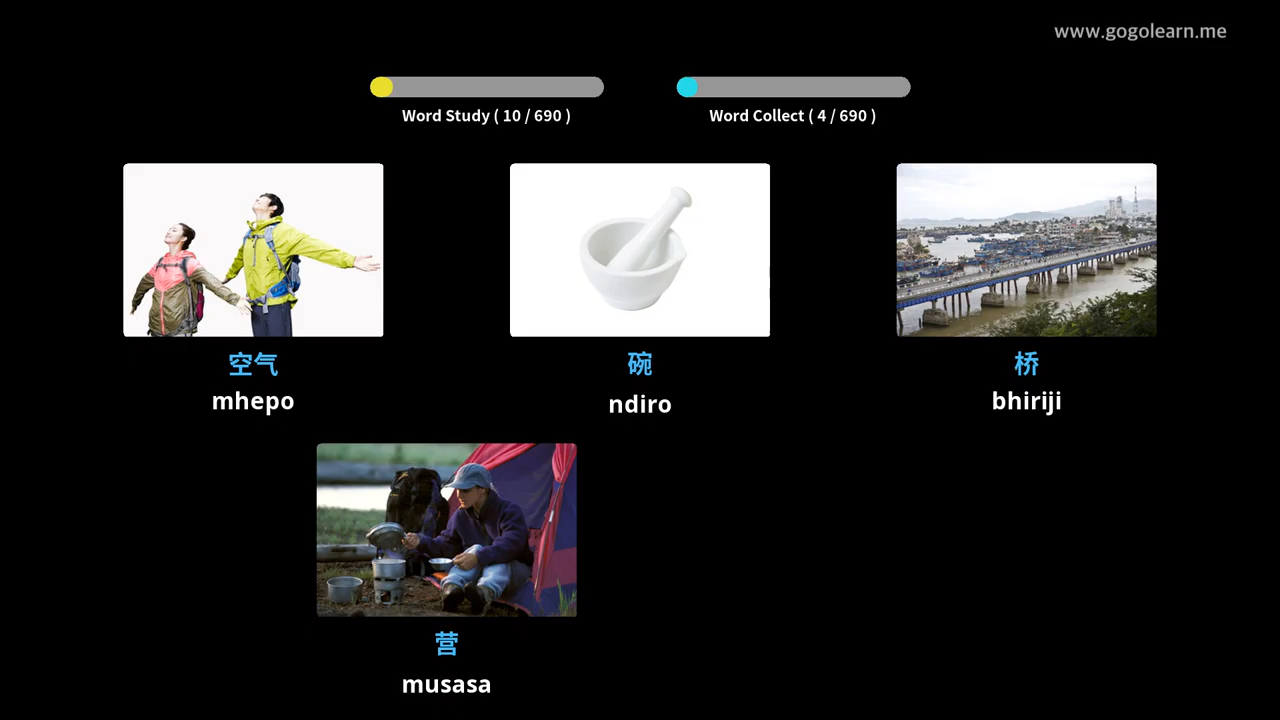 www.gogolearn.me
Word Study ( 10 / 690 )
Word Collect ( 4 / 690 )
空气
mhepo
碗
ndiro
桥
bhiriji
营
musasa